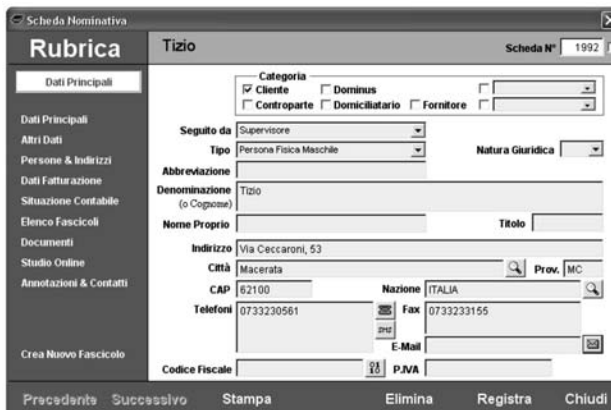 Scheda Nominativa
Rubrica
Tizio
Scheda N° 1992
Dati Principali
Dati Principali
Altri Dati
Persone & Indirizzi
Dati Fatturazione
Situazione Contabile
Elenco Fascicoli
Documenti
Studio Online
Annotazioni & Contatti
Crea Nuovo Fascicolo
Categoria
Cliente Dominus
Controparte Domiciliatario Fornitore
Seguito da Supervisore
Tipo Persona Fisica Maschile Natura Giuridica
Abbreviazione
Denominazione Tizio
(o Cognome)
Nome Proprio Titolo
Indirizzo Via Ceccaroni, 53
Città Macerata Prov. MC
CAP 62100 Nazione ITALIA
Telefoni 0733230561 Fax 0733233155
SMS
E-Mail
Codice Fiscale P.IVA
Precedente Successivo Stampa Elimina Registra Chiudi